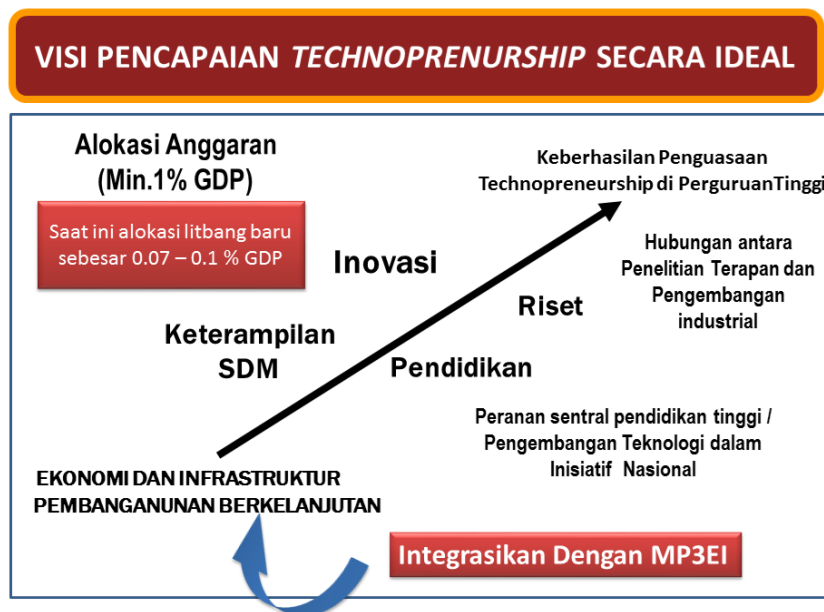 VISI PENCAPAIAN TECHNOPRENURSHIP SECARA IDEAL
Alokasi Anggaran
(Min.1% GDP)
Saat ini alokasi litbang baru
sebesar 0.07 – 0.1 % GDP
Keberhasilan Penguasaan
Technopreneurship di PerguruanTinggi
Inovasi
Hubungan antara
Penelitian Terapan dan
Pengembangan
industrial
Riset
Keterampilan
SDM
Pendidikan
Peranan sentral pendidikan tinggi /
Pengembangan Teknologi dalam
Inisiatif Nasional
EKONOMI DAN INFRASTRUKTUR
PEMBANGANUNAN BERKELANJUTAN
Integrasikan Dengan MP3EI